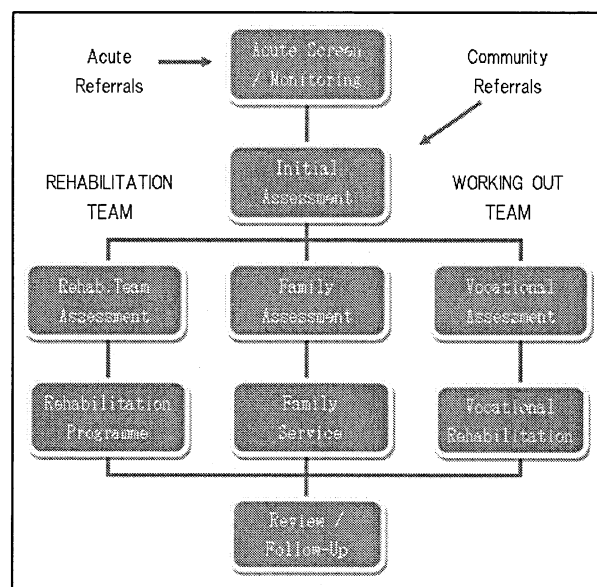 Acute
Referrals
Acute Screen
/ Monitoring
Community
Referrals
Initial
Assessment
REHABILITATION
TEAM
WORKING OUT
TEAM
Rehab.Team
Assessment
Family
Assessment
Vocational
Assessment
Rehabilitation
Programme
Family
Service
Vocational
Rehabilitation
Review /
Follow-Up